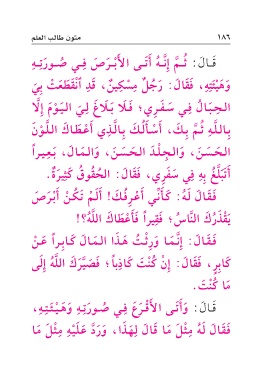 ١٨٦ متون طالب العلم
قَالَ: ثُمَّ إِنَّهُ أَتَى الأَبْرَصَ فِي صُورَتِهِ
وَهَيْئَتِهِ، فَقَالَ: رَجُلٌ مِسْكِينٌ، قَدِ انْقَطَعَتْ بِيَ
الحِبَالُ فِي سَفَرِي؛ فَلَا بَلَاغَ لِيَ اليَوْمَ إِلَّا
بِاللَّهِ ثُمَّ بِكَ، أَسْأَلُكَ بِالَّذِي أَعْطَاكَ اللَّوْنَ
الحَسَنَ، وَالجِلْدَ الحَسَنَ، وَالمَالَ، بَعِيراً
أَتَبَلَّغُ بِهِ فِي سَفَرِي، فَقَالَ: الحُقُوقُ كَثِيرَةٌ.
فَقَالَ لَهُ: كَأَنِّي أَعْرِفُكَ! أَلَمْ تَكُنْ أَبْرَصَ
يَقْذَرُكَ النَّاسُ؛ فَقِيراً فَأَعْطَاكَ اللَّهُ؟!
فَقَالَ: إِنَّمَا وَرِثْتُ هَذَا المَالَ كَابِراً عَنْ
كَابِرٍ، فَقَالَ: إِنْ كُنْتَ كَاذِباً؛ فَصَيَّرَكَ اللَّهُ إِلَى
مَا كُنْتَ.
قَالَ: وَأَتَى الأَقْرَعَ فِي صُورَتِهِ وَهَيْئَتِهِ،
فَقَالَ لَهُ مِثْلَ مَا قَالَ لِهَذَا، وَرَدَّ عَلَيْهِ مِثْلَ مَا